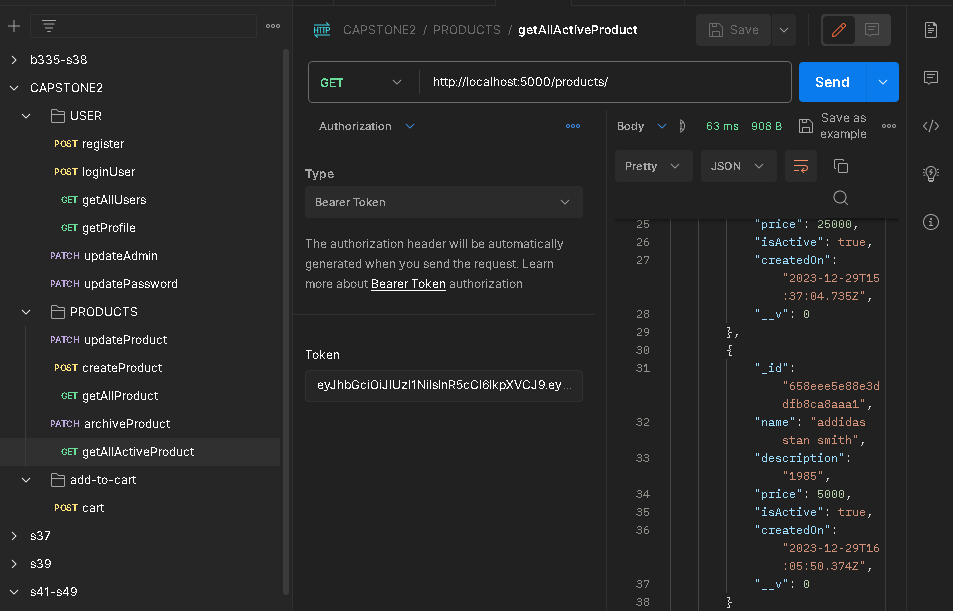 b335-s38
CAPSTONE2
USER
POST register
POST loginUser
GET getAllUsers
GET getProfile
PATCH updateAdmin
PATCH updatePassword
PRODUCTS
PATCH updateProduct
POST createProduct
GET getAllProduct
PATCH archiveProduct
GET getAllActiveProduct
add-to-cart
POST cart
s37
s39
s41-s49
HTTP CAPSTONE2 / PRODUCTS / getAllActiveProduct
Save
GET http://localhost:5000/products/
Send
Authorization
Type
Bearer Token
The authorization header will be automatically
generated when you send the request. Learn
more about Bearer Token authorization
Token
Body 63 ms 908 B Save as
example
Pretty JSON
25 "price": 25000,
26 "isActive": true,
27 "createdOn":
"2023-12-29T15
:37:04.735Z",
28 "__v": 0
29 },
30 {
31 "_id":
"658eee5e88e3d
dfb8ca8aaa1",
32 "name": "addidas
stan smith",
33 "description":
"1985",
34 "price": 5000,
35 "isActive": true,
36 "createdOn":
"2023-12-29T16
:05:50.374Z",
37 "__v": 0
38 }